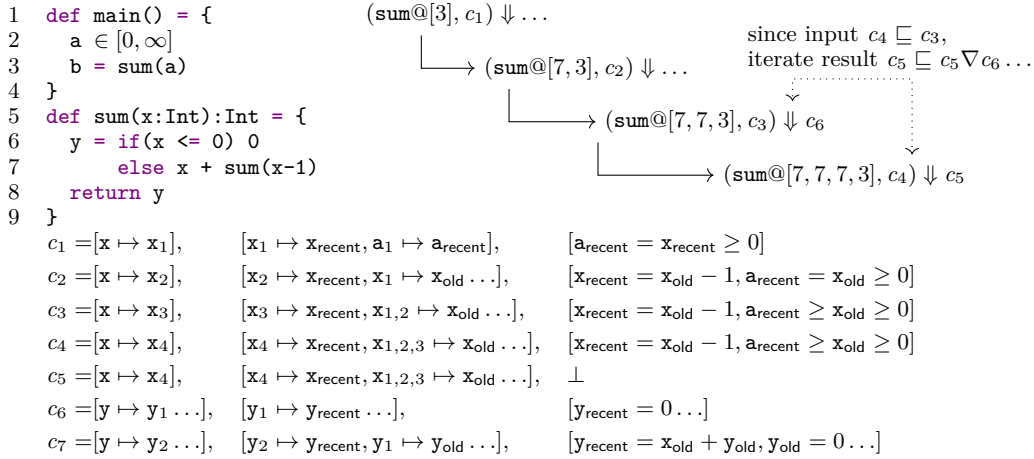 1 def main() = {
2 a ∈ [0, ∞]
3 b = sum(a)
4 }
5 def sum(x:Int):Int = {
6 y = if(x <= 0) 0
7 else x + sum(x-1)
8 return y
9 }
(sum@[3], c₁) ⇓ …
(sum@[7, 3], c₂) ⇓ …
(sum@[7, 7, 3], c₃) ⇓ c₆
(sum@[7, 7, 7, 3], c₄) ⇓ c₅
since input c₄ ⊑ c₃,
iterate result c₅ ⊑ c₅∇c₆ …
c₁ =[x ↦ x₁], [x₁ ↦ x_recent, a₁ ↦ a_recent], [a_recent = x_recent ≥ 0]
c₂ =[x ↦ x₂], [x₂ ↦ x_recent, x₁ ↦ x_old …], [x_recent = x_old − 1, a_recent = x_old ≥ 0]
c₃ =[x ↦ x₃], [x₃ ↦ x_recent, x₁,₂ ↦ x_old …], [x_recent = x_old − 1, a_recent ≥ x_old ≥ 0]
c₄ =[x ↦ x₄], [x₄ ↦ x_recent, x₁,₂,₃ ↦ x_old …], [x_recent = x_old − 1, a_recent ≥ x_old ≥ 0]
c₅ =[x ↦ x₄], [x₄ ↦ x_recent, x₁,₂,₃ ↦ x_old …], ⊥
c₆ =[y ↦ y₁ …], [y₁ ↦ y_recent …], [y_recent = 0 …]
c₇ =[y ↦ y₂ …], [y₂ ↦ y_recent, y₁ ↦ y_old …], [y_recent = x_old + y_old, y_old = 0 …]